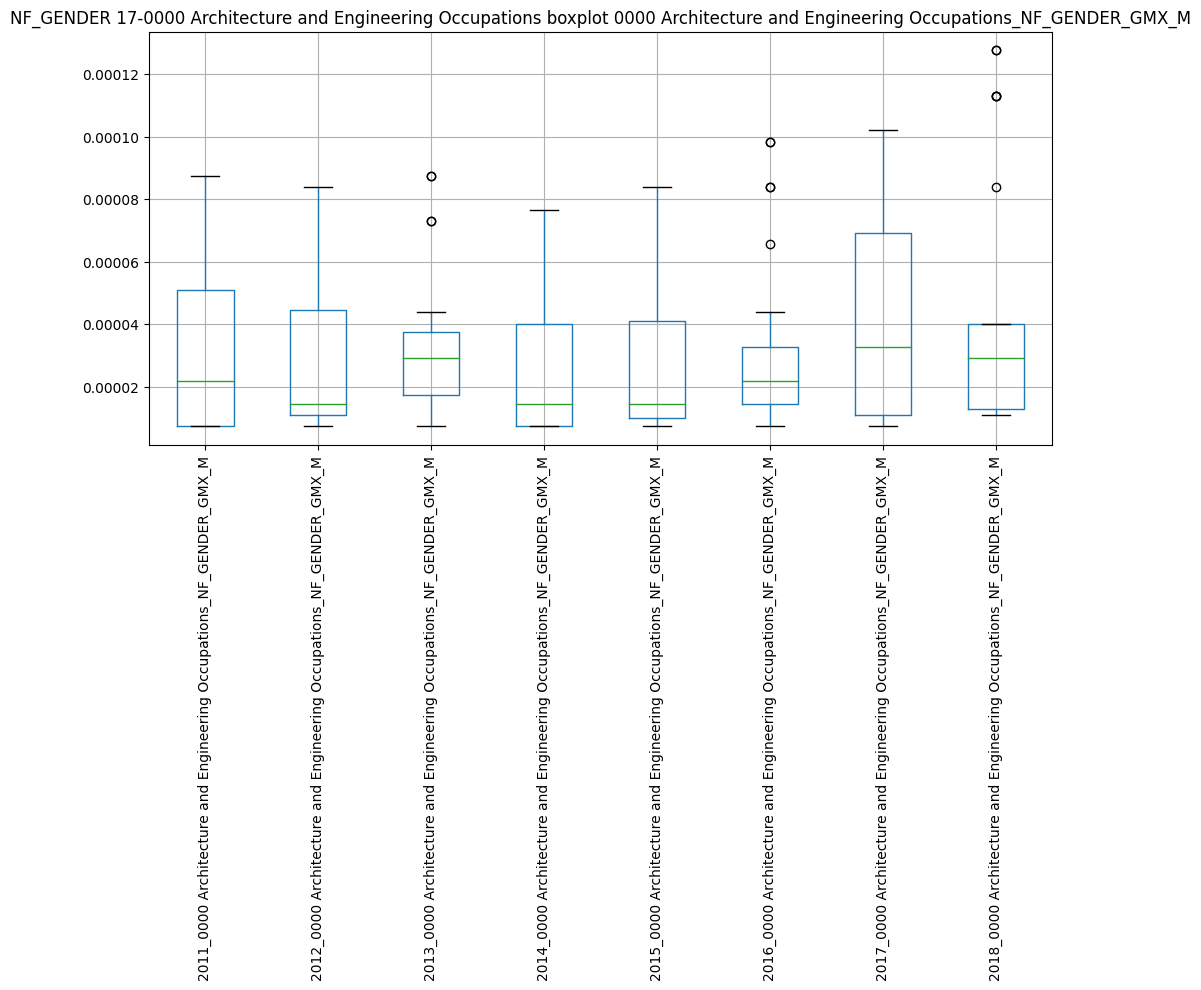 NF_GENDER 17-0000 Architecture and Engineering Occupations boxplot 0000 Architecture and Engineering Occupations_NF_GENDER_GMX_M
0.00012
0.00010
0.00008
0.00006
0.00004
0.00002
2011_0000 Architecture and Engineering Occupations_NF_GENDER_GMX_M
2012_0000 Architecture and Engineering Occupations_NF_GENDER_GMX_M
2013_0000 Architecture and Engineering Occupations_NF_GENDER_GMX_M
2014_0000 Architecture and Engineering Occupations_NF_GENDER_GMX_M
2015_0000 Architecture and Engineering Occupations_NF_GENDER_GMX_M
2016_0000 Architecture and Engineering Occupations_NF_GENDER_GMX_M
2017_0000 Architecture and Engineering Occupations_NF_GENDER_GMX_M
2018_0000 Architecture and Engineering Occupations_NF_GENDER_GMX_M